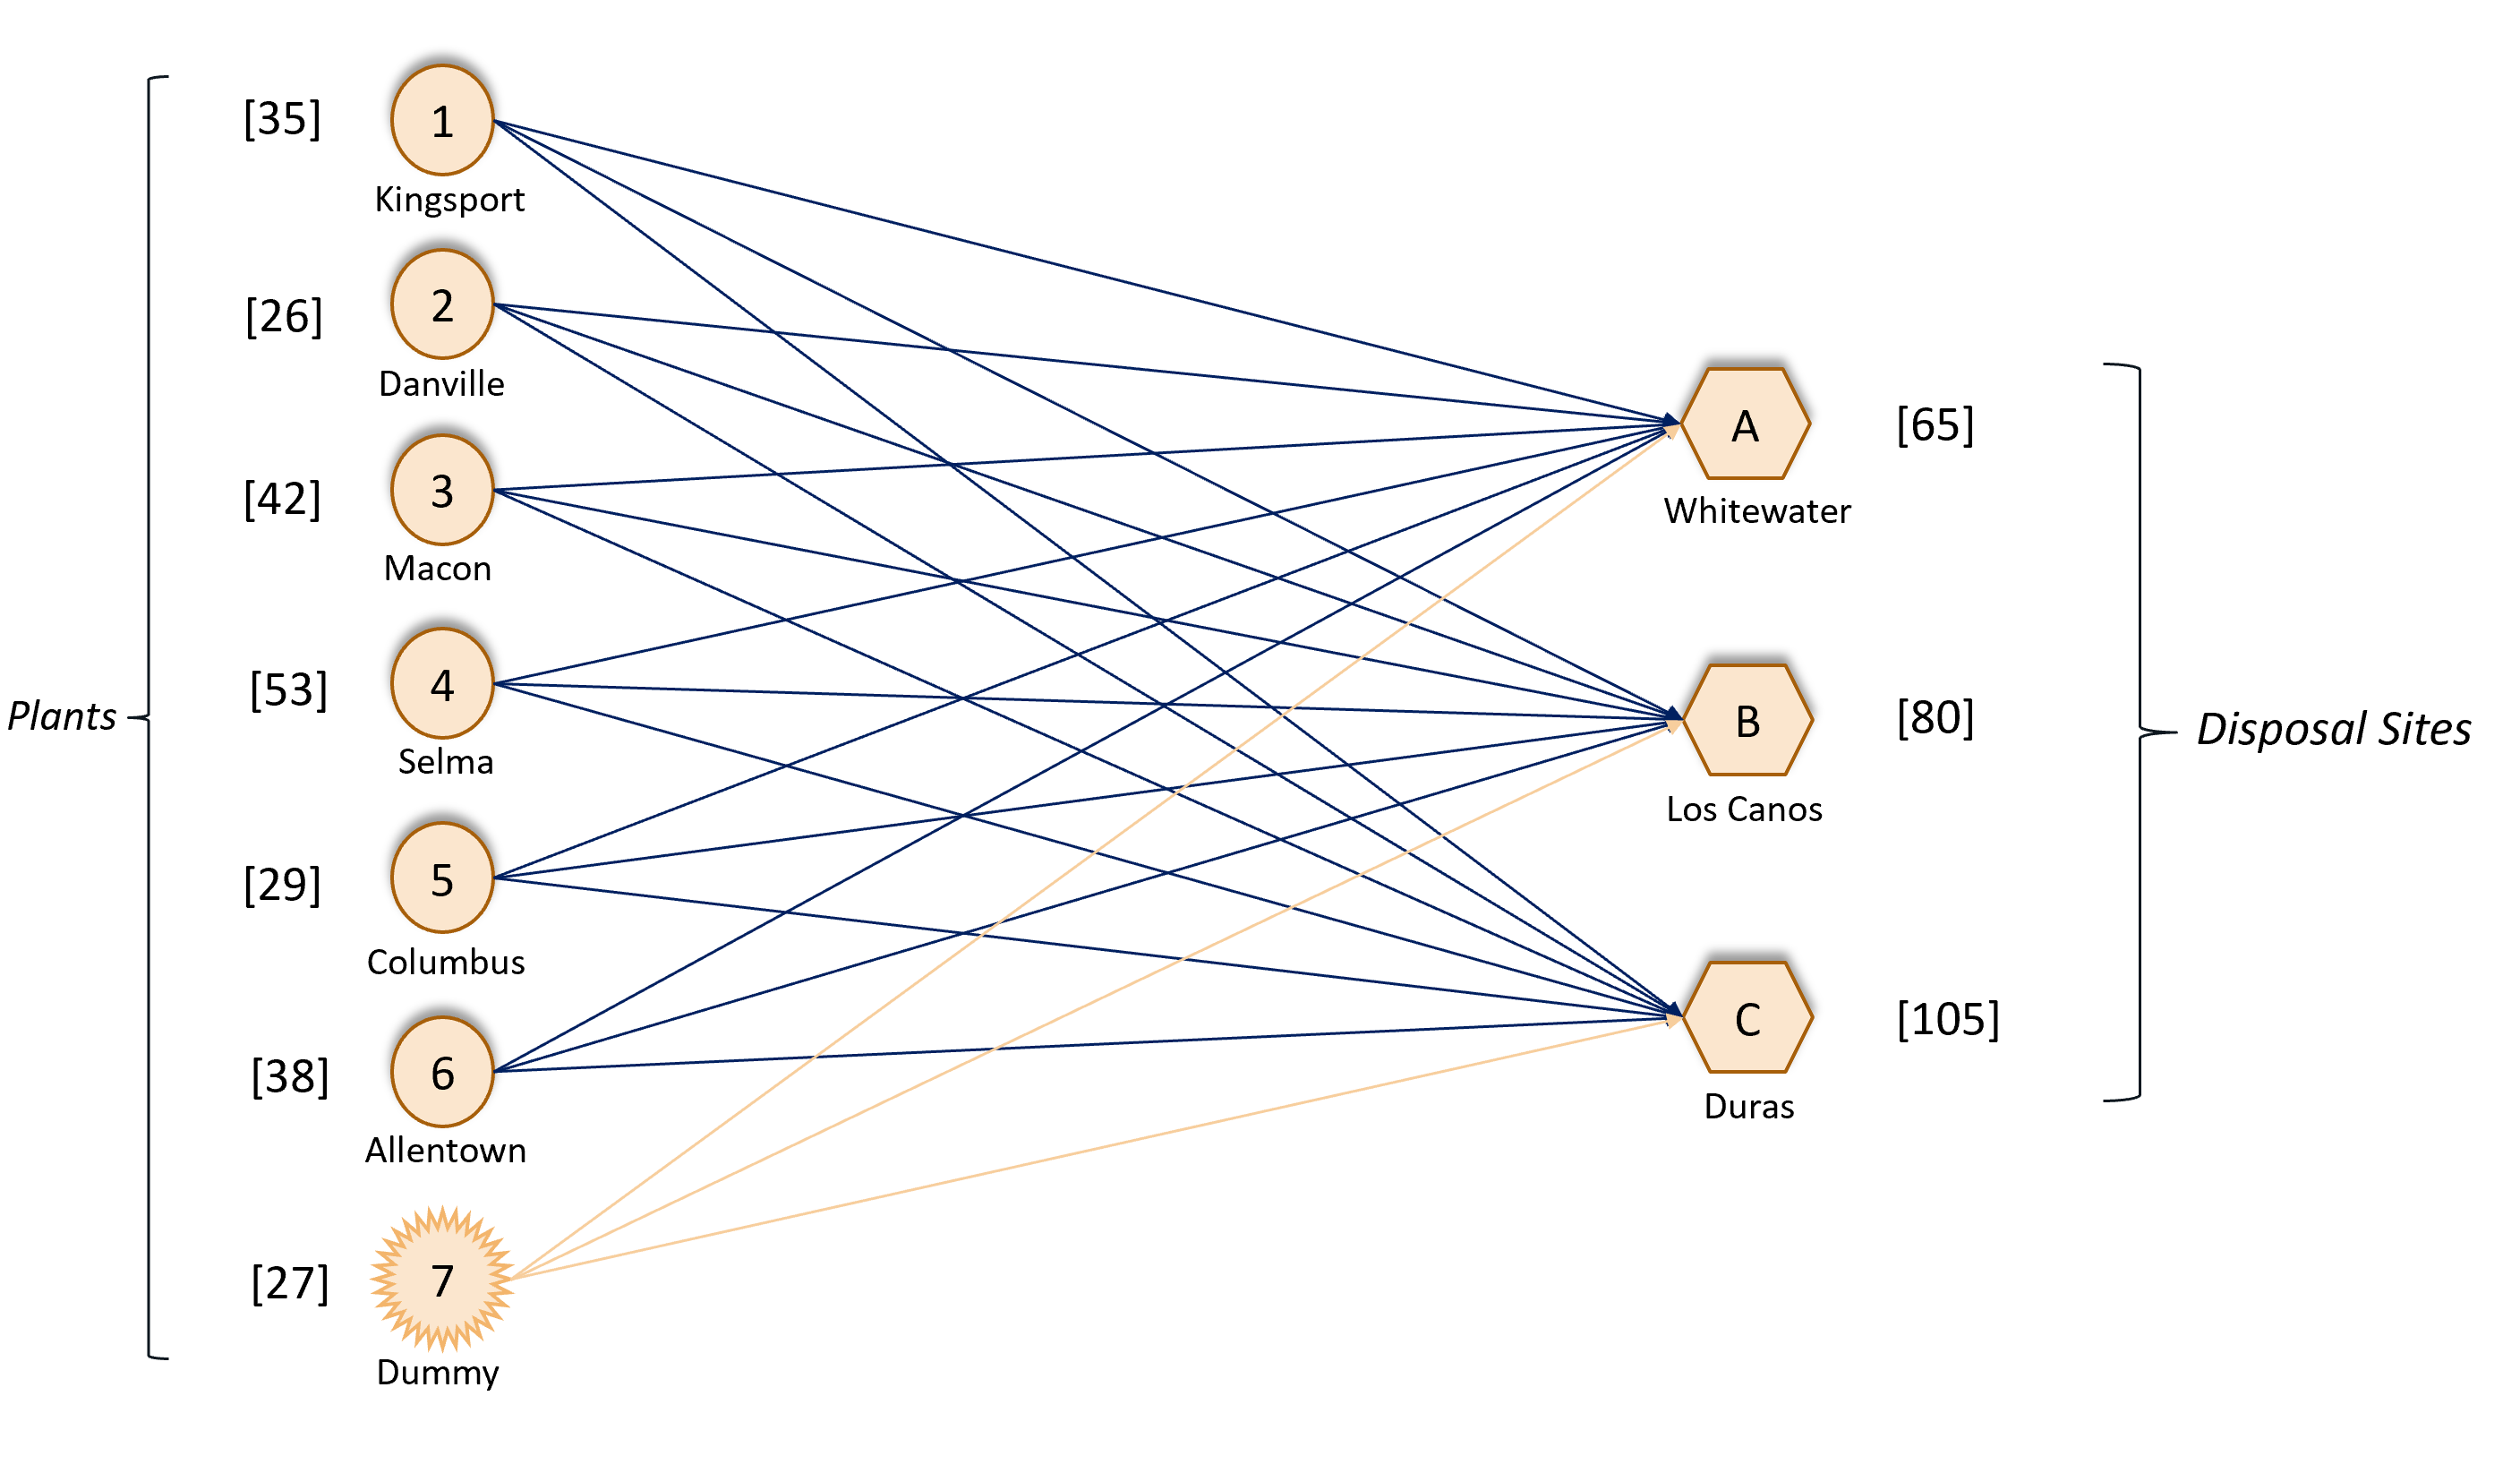 [35]
1
Kingsport
[26]
2
Danville
[42]
3
Macon
[53]
4
Selma
[29]
5
Columbus
[38]
6
Allentown
[27]
7
Dummy
Plants
A
[65]
Whitewater
B
[80]
Los Canos
C
[105]
Duras
Disposal Sites